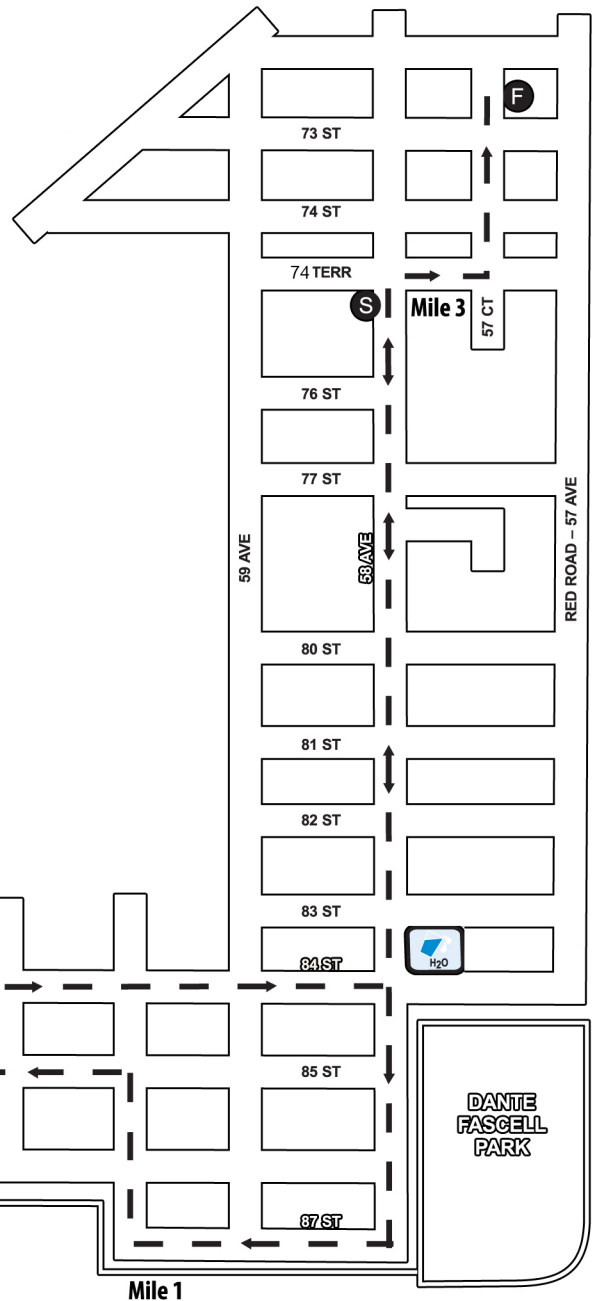 F
73 ST
74 ST
74 TERR
S
Mile 3
57 CT
76 ST
77 ST
59 AVE
58 AVE
RED ROAD – 57 AVE
80 ST
81 ST
82 ST
83 ST
84 ST
H2O
85 ST
DANTE
FASCELL
PARK
87 ST
Mile 1